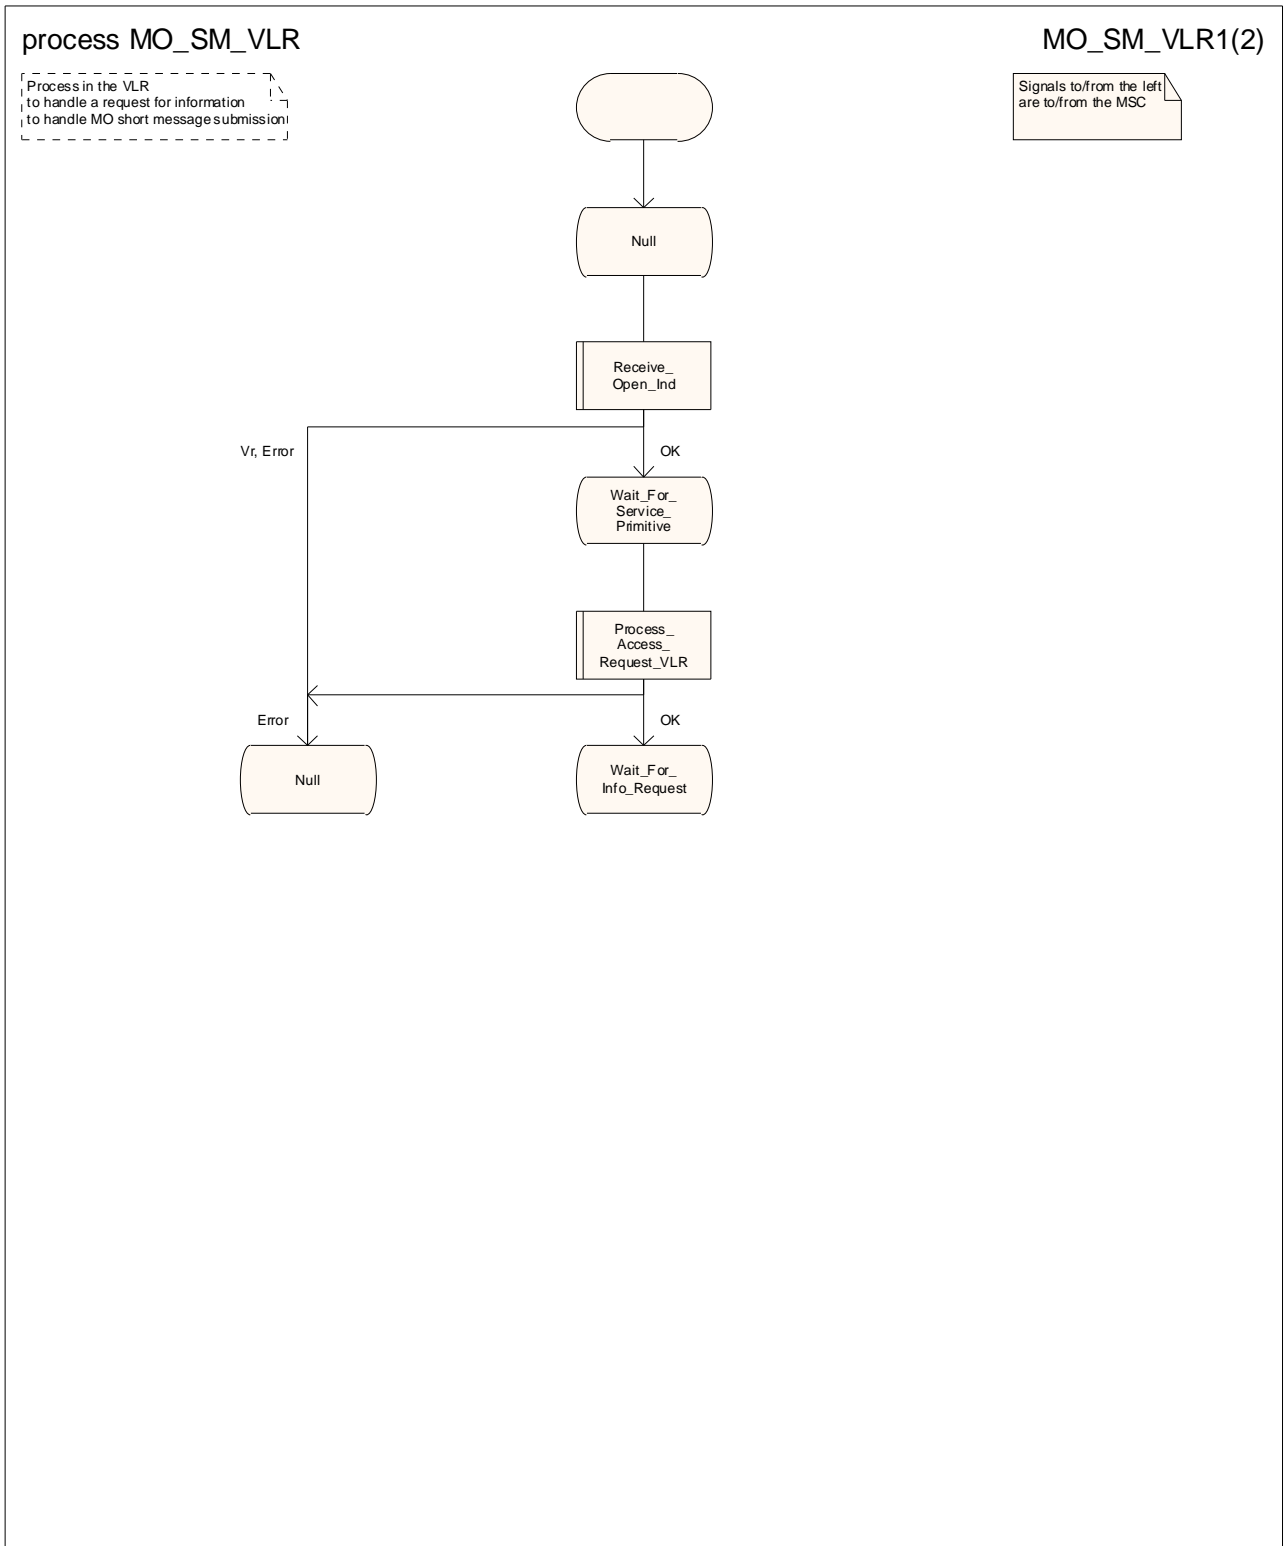 process MO_SM_VLR
MO_SM_VLR1(2)
Process in the VLR
to handle a request for information
to handle MO short message submission
Signals to/from the left
are to/from the MSC
Null
Receive_
Open_Ind
Vr, Error
OK
Wait_For_
Service_
Primitive
Process_
Access_
Request_VLR
Error
OK
Null
Wait_For_
Info_Request